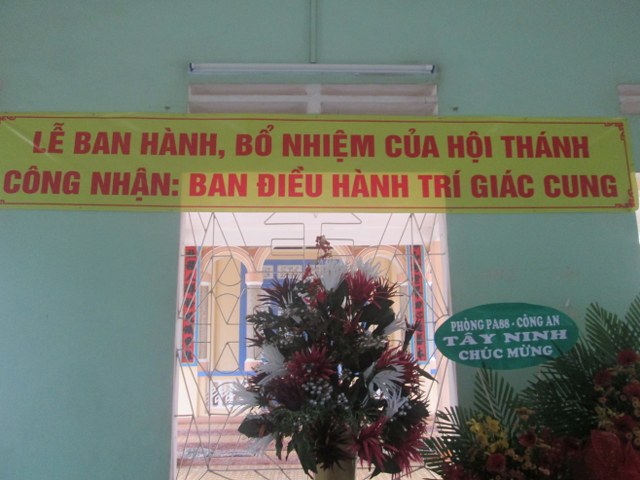 LỄ BAN HÀNH, BỔ NHIỆM CỦA HỘI THÁNH
CÔNG NHẬN: BAN ĐIỀU HÀNH TRÍ GIÁC CUNG
PHÒNG PA88 - CÔNG AN
TÂY NINH
CHÚC MỪNG